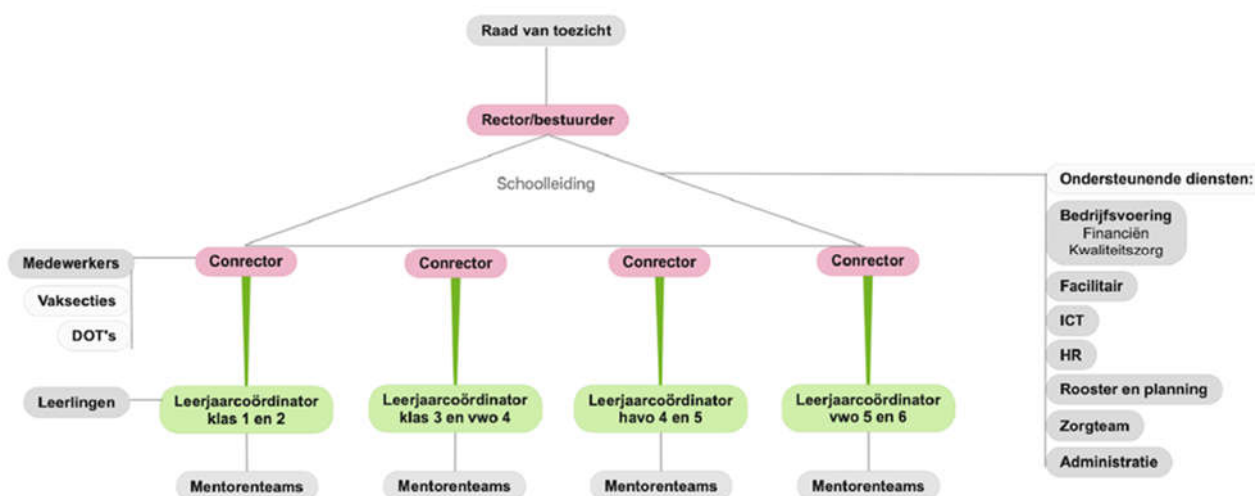 Raad van toezicht
Rector/bestuurder
Schoolleiding
Ondersteunende diensten:
Bedrijfsvoering
Financiën
Kwaliteitszorg
Facilitair
ICT
HR
Rooster en planning
Zorgteam
Administratie
Medewerkers
Vaksecties
DOT's
Conrector
Conrector
Conrector
Conrector
Leerlingen
Leerjaarcoördinator
klas 1 en 2
Leerjaarcoördinator
klas 3 en vwo 4
Leerjaarcoördinator
havo 4 en 5
Leerjaarcoördinator
vwo 5 en 6
Mentorenteams
Mentorenteams
Mentorenteams
Mentorenteams